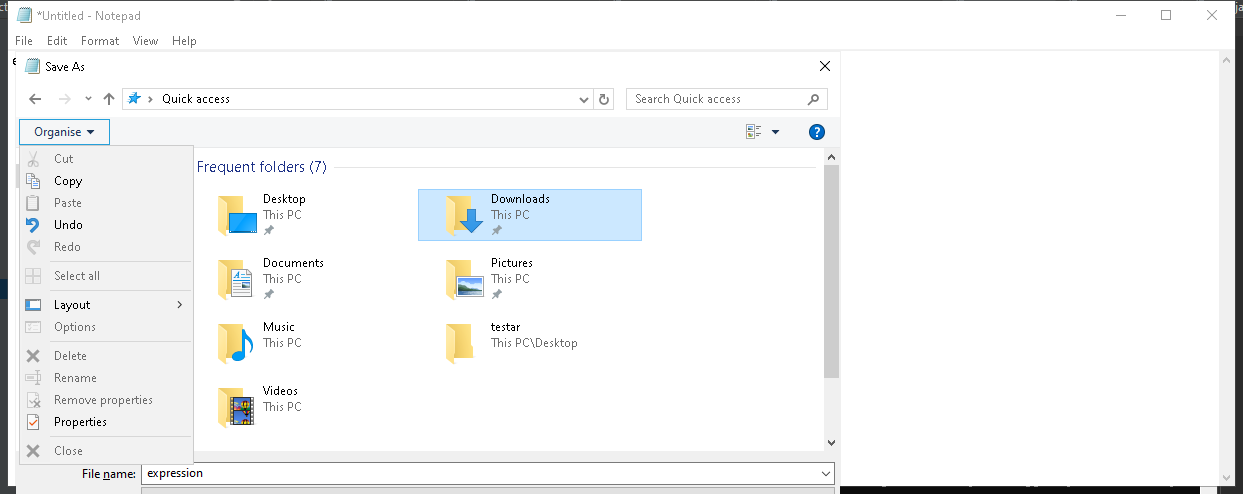 *Untitled - Notepad
File Edit Format View Help
Save As
Quick access
Search Quick access
Organise
Cut
Copy
Paste
Undo
Redo
Select all
Layout
Options
Delete
Rename
Remove properties
Properties
Close
Frequent folders (7)
Desktop
This PC
Downloads
This PC
Documents
This PC
Pictures
This PC
Music
This PC
testar
This PC\Desktop
Videos
This PC
File name: expression